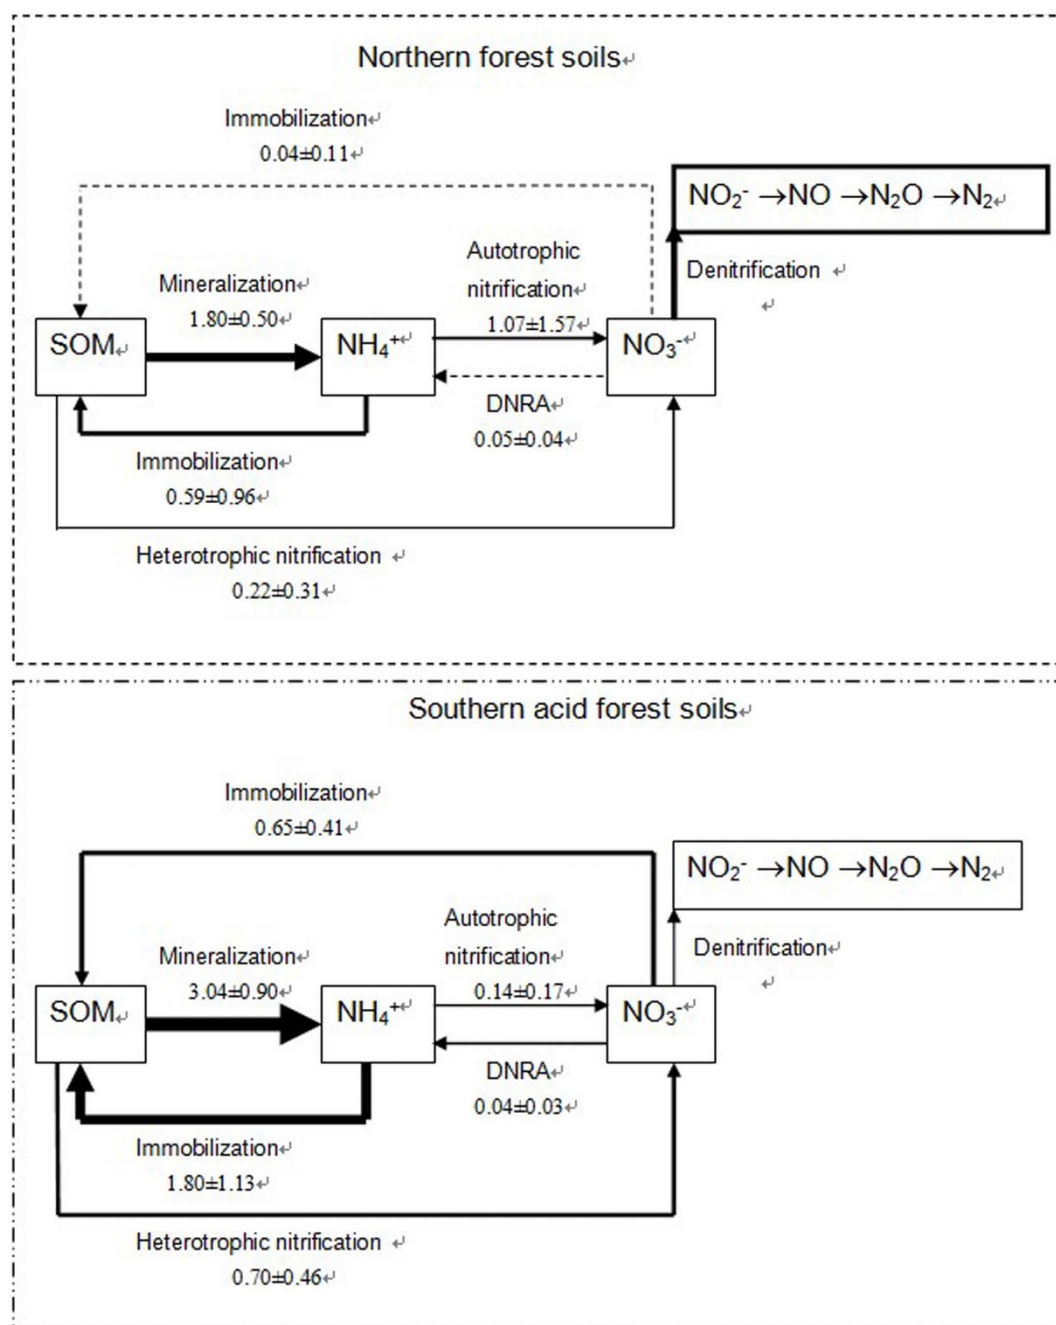 Northern forest soils↵
Immobilization↵
0.04±0.11↵
NO₂⁻ →NO →N₂O →N₂↵
Autotrophic
nitrification↵
1.07±1.57↵
Denitrification ↵
↵
Mineralization↵
1.80±0.50↵
SOM↵
NH₄⁺↵
NO₃⁻↵
DNRA↵
0.05±0.04↵
Immobilization↵
0.59±0.96↵
Heterotrophic nitrification ↵
0.22±0.31↵
Southern acid forest soils↵
Immobilization↵
0.65±0.41↵
NO₂⁻ →NO →N₂O →N₂↵
Autotrophic
nitrification↵
0.14±0.17↵
Denitrification↵
↵
Mineralization↵
3.04±0.90↵
SOM↵
NH₄⁺↵
NO₃⁻↵
DNRA↵
0.04±0.03↵
Immobilization↵
1.80±1.13↵
Heterotrophic nitrification ↵
0.70±0.46↵